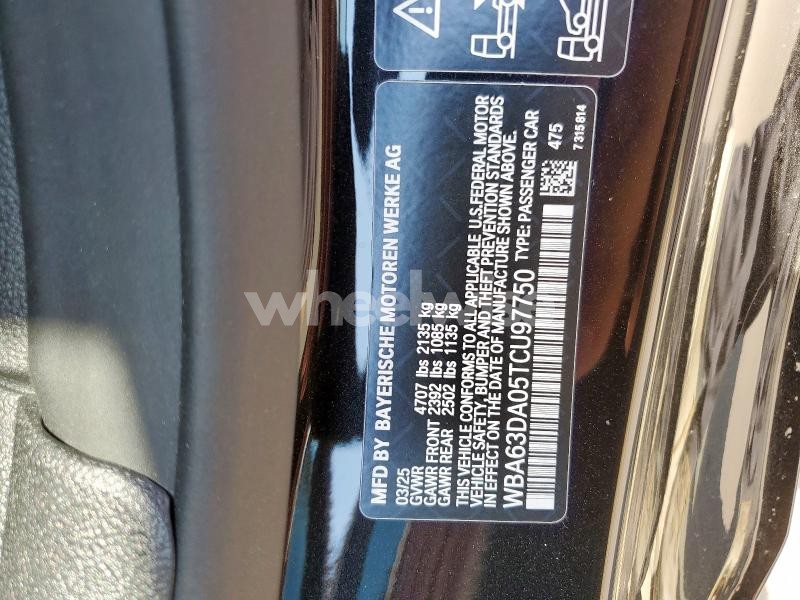 MFD BY BAYERISCHE MOTOREN WERKE AG
03/25
GVWR 4707 lbs 2135 kg
GAWR FRONT 2392 lbs 1085 kg
GAWR REAR 2502 lbs 1135 kg
THIS VEHICLE CONFORMS TO ALL APPLICABLE U.S.FEDERAL MOTOR
VEHICLE SAFETY, BUMPER AND THEFT PREVENTION STANDARDS
IN EFFECT ON THE DATE OF MANUFACTURE SHOWN ABOVE.
WBA63DA05TCU97750 TYPE: PASSENGER CAR
475
7 315 814